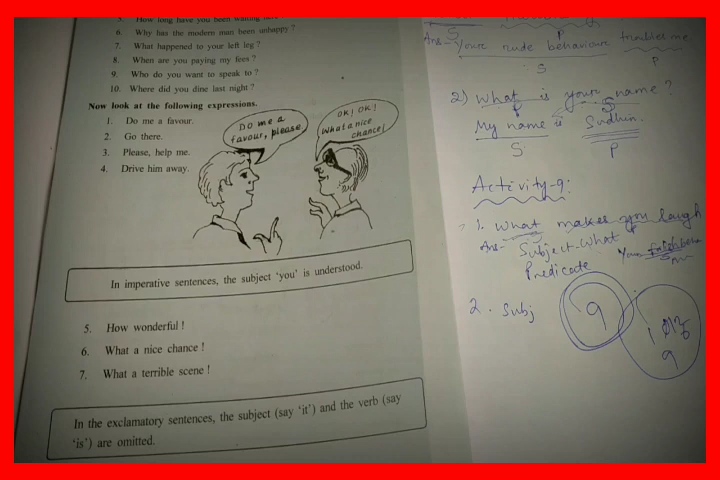 5. How long have you been waiting
6. Why has the modern man been unhappy ?
7. What happened to your left leg ?
8. When are you paying my fees ?
9. Who do you want to speak to ?
10. Where did you dine last night ?
Now look at the following expressions.
1. Do me a favour.
2. Go there.
3. Please, help me.
4. Drive him away.
DO me a
favour, please
OK! OK!
What a nice
chance!
In imperative sentences, the subject 'you' is understood.
5. How wonderful !
6. What a nice chance !
7. What a terrible scene !
In the exclamatory sentences, the subject (say 'it') and the verb (say
'is') are omitted.
S P
Ans- Your rude behaviour troubles me
S P
2) What is your name?
S
My name is Sudhin.
S P
Activity-9:
1. What makes you laugh
Ans- Subject-What
Predicate
2. Subj
9
9